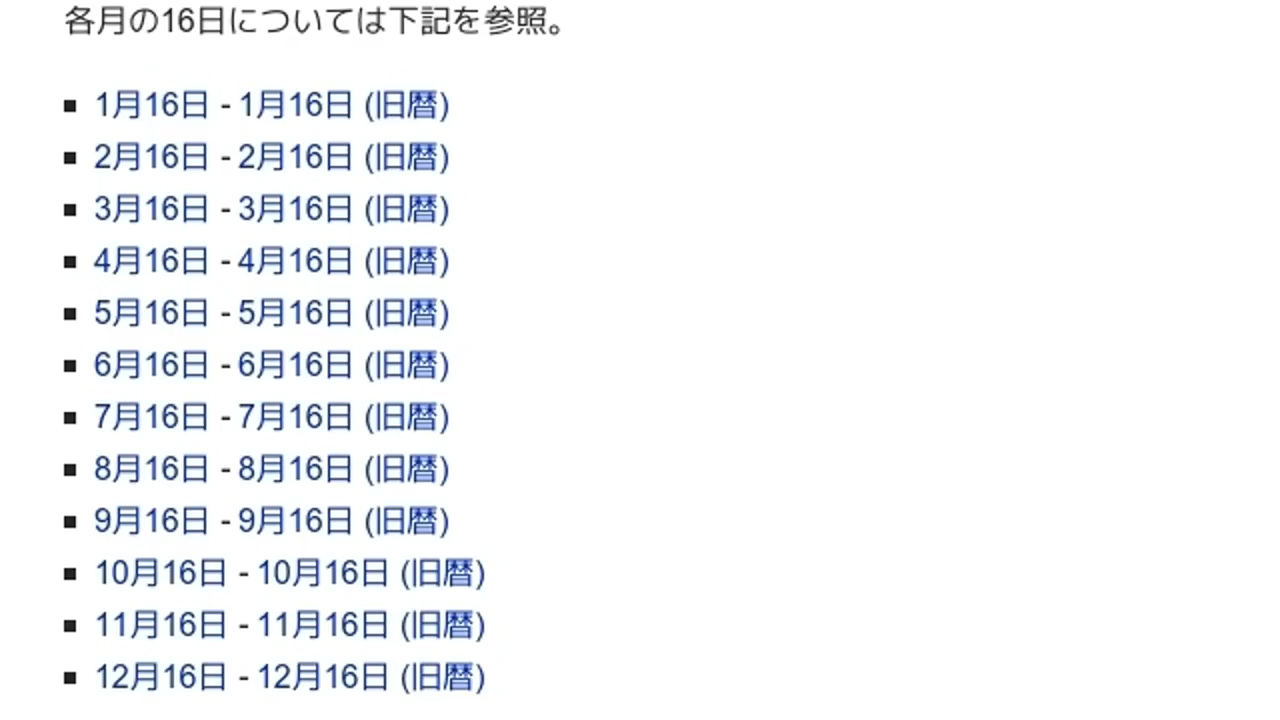 各月の16日については下記を参照。
1月16日 - 1月16日 (旧暦)
2月16日 - 2月16日 (旧暦)
3月16日 - 3月16日 (旧暦)
4月16日 - 4月16日 (旧暦)
5月16日 - 5月16日 (旧暦)
6月16日 - 6月16日 (旧暦)
7月16日 - 7月16日 (旧暦)
8月16日 - 8月16日 (旧暦)
9月16日 - 9月16日 (旧暦)
10月16日 - 10月16日 (旧暦)
11月16日 - 11月16日 (旧暦)
12月16日 - 12月16日 (旧暦)